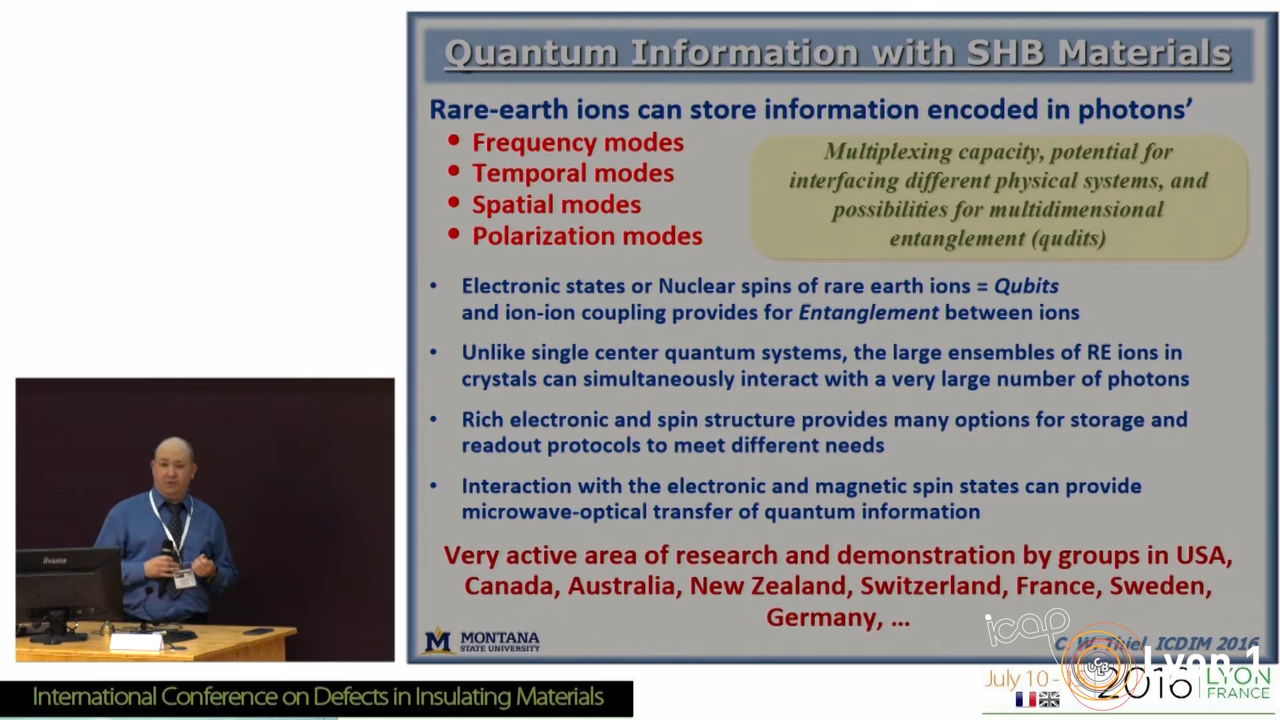 Quantum Information with SHB Materials
Rare-earth ions can store information encoded in photons’
• Frequency modes
• Temporal modes
• Spatial modes
• Polarization modes
Multiplexing capacity, potential for
interfacing different physical systems, and
possibilities for multidimensional
entanglement (qudits)
• Electronic states or Nuclear spins of rare earth ions = Qubits
and ion-ion coupling provides for Entanglement between ions
• Unlike single center quantum systems, the large ensembles of RE ions in
crystals can simultaneously interact with a very large number of photons
• Rich electronic and spin structure provides many options for storage and
readout protocols to meet different needs
• Interaction with the electronic and magnetic spin states can provide
microwave-optical transfer of quantum information
Very active area of research and demonstration by groups in USA,
Canada, Australia, New Zealand, Switzerland, France, Sweden,
Germany, ...
M MONTANA
STATE UNIVERSITY
icap
C. W. Thiel, ICDIM 2016
UCBL
Lyon 1
iiyama
July 10 -
2016
LYON
FRANCE
International Conference on Defects in Insulating Materials